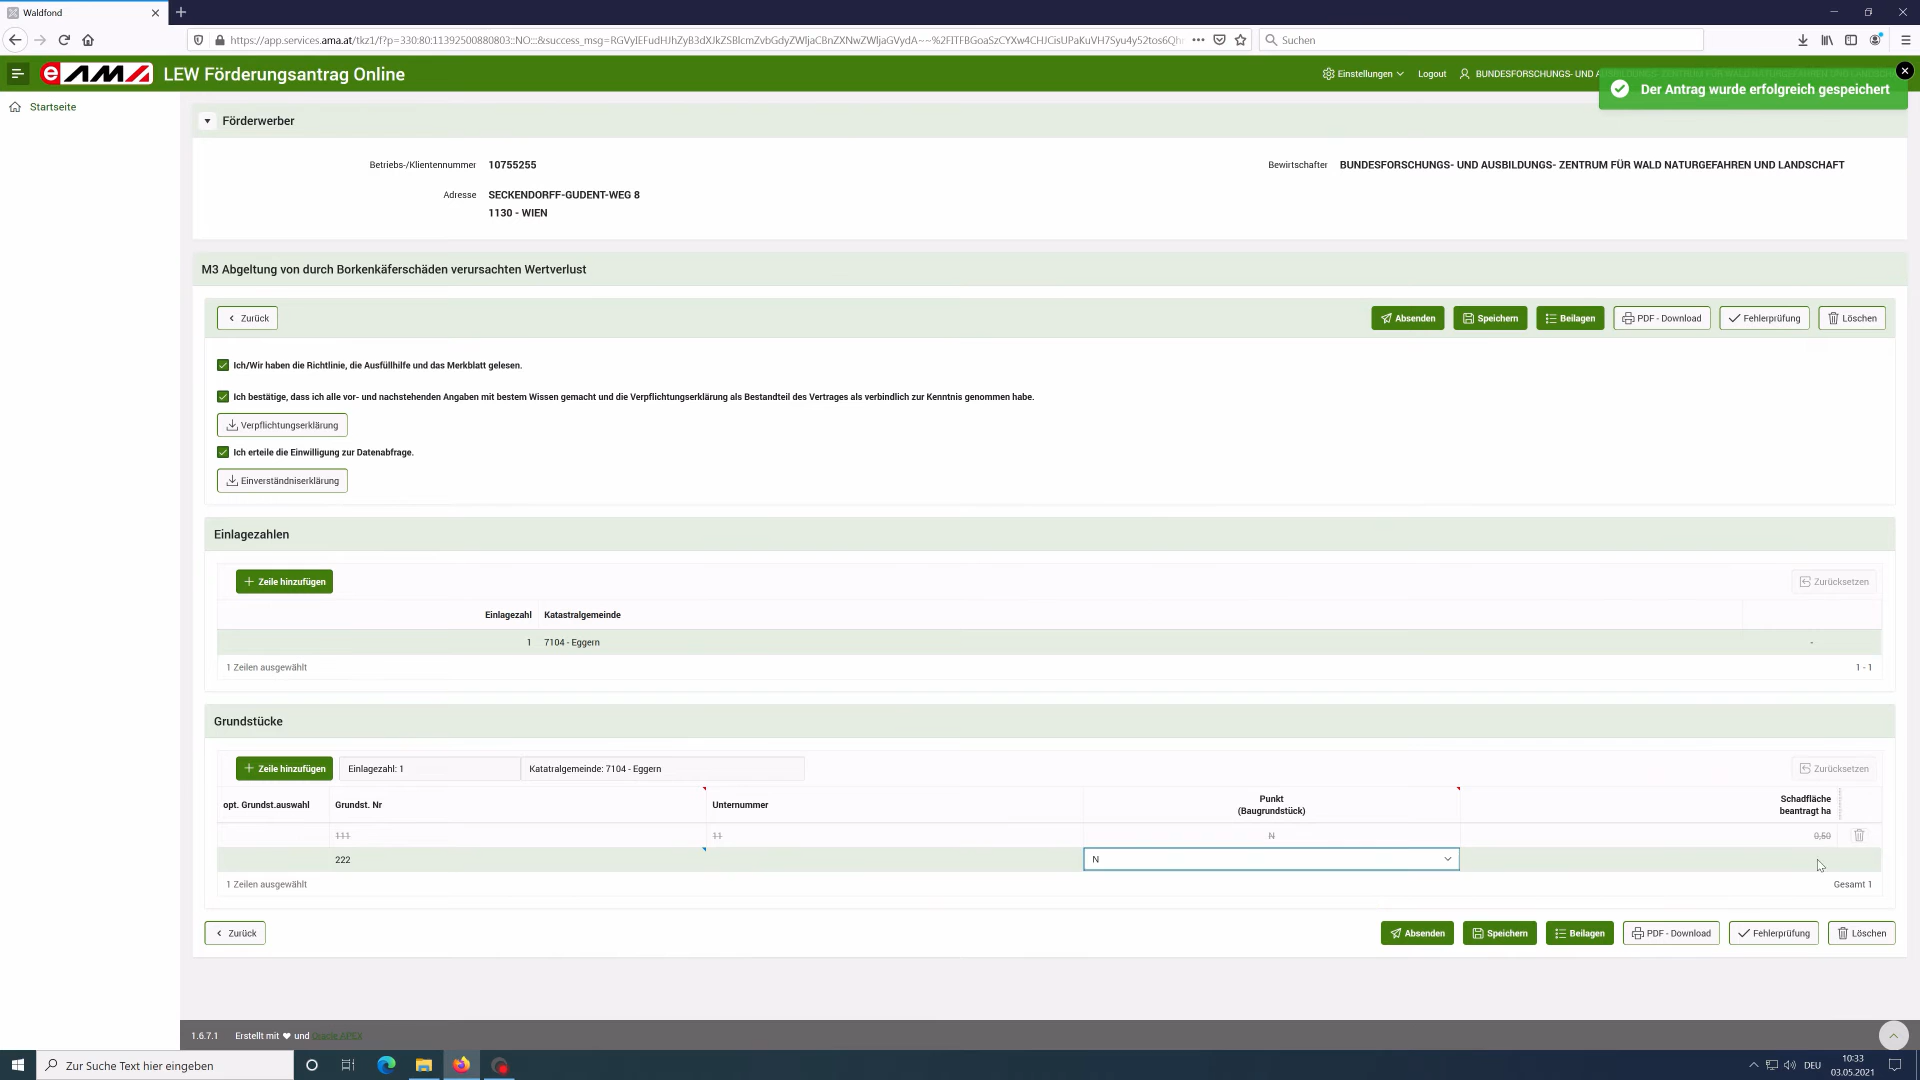 Waldfond
https://app.services.ama.at/tkz1/f?p=330:80:11392500880803::NO:::&success_msg=
Suchen
eAMA LEW Förderungsantrag Online
Einstellungen
Logout
BUNDESFORSCHUNGS- UND
Der Antrag wurde erfolgreich gespeichert
Startseite
Förderwerber
Betriebs-/Klientennummer 10755255
Bewirtschafter BUNDESFORSCHUNGS- UND AUSBILDUNGS- ZENTRUM FÜR WALD NATURGEFAHREN UND LANDSCHAFT
Adresse SECKENDORFF-GUDENT-WEG 8
1130 - WIEN
M3 Abgeltung von durch Borkenkäferschäden verursachten Wertverlust
Zurück
Absenden
Speichern
Beilagen
PDF - Download
Fehlerprüfung
Löschen
Ich/Wir haben die Richtlinie, die Ausfüllhilfe und das Merkblatt gelesen.
Ich bestätige, dass ich alle vor- und nachstehenden Angaben mit bestem Wissen gemacht und die Verpflichtungserklärung als Bestandteil des Vertrages als verbindlich zur Kenntnis genommen habe.
Verpflichtungserklärung
Ich erteile die Einwilligung zur Datenabfrage.
Einverständniserklärung
Einlagezahlen
Zeile hinzufügen
Zurücksetzen
Einlagezahl Katastralgemeinde
1 7104 - Eggern -
1 Zeilen ausgewählt 1 - 1
Grundstücke
Zeile hinzufügen
Einlagezahl: 1
Katatralgemeinde: 7104 - Eggern
Zurücksetzen
opt. Grundst.auswahl Grundst. Nr Unternummer Punkt (Baugrundstück) Schadfläche beantragt ha
111 11 N 0,50
222 N
1 Zeilen ausgewählt Gesamt 1
Zurück
Absenden
Speichern
Beilagen
PDF - Download
Fehlerprüfung
Löschen
1.6.7.1 Erstellt mit ❤ und Oracle APEX
Zur Suche Text hier eingeben
DEU
10:33
03.05.2021